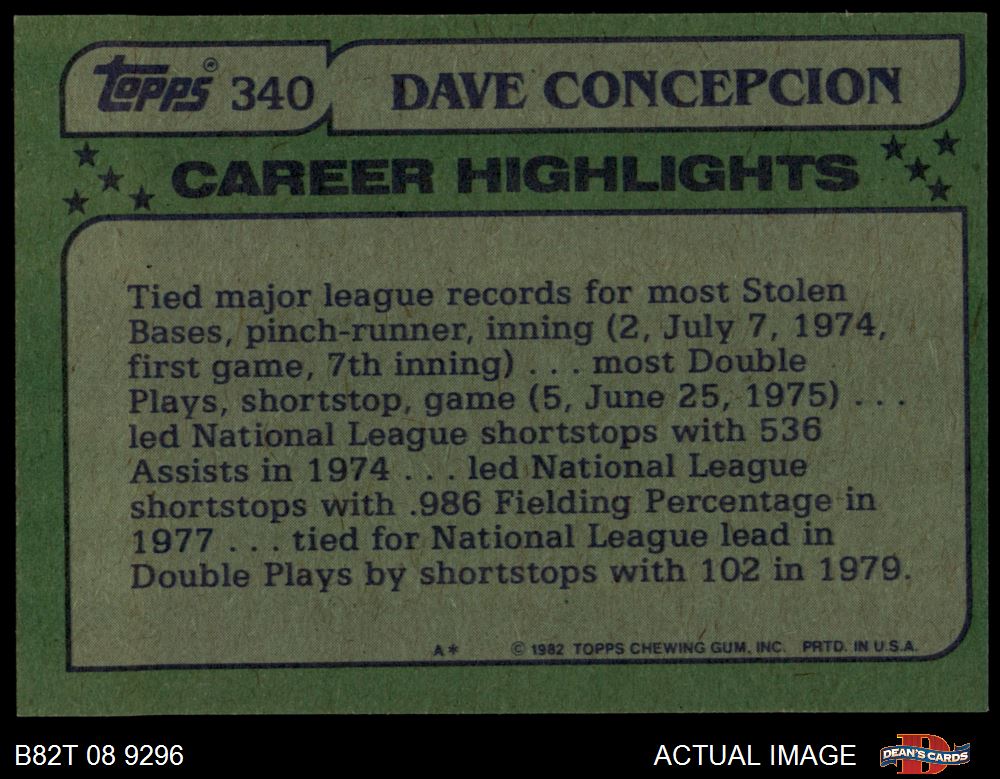 TOPPS® 340 DAVE CONCEPCION
CAREER HIGHLIGHTS
Tied major league records for most Stolen
Bases, pinch-runner, inning (2, July 7, 1974,
first game, 7th inning) . . . most Double
Plays, shortstop, game (5, June 25, 1975) . . .
led National League shortstops with 536
Assists in 1974 . . . led National League
shortstops with .986 Fielding Percentage in
1977 . . . tied for National League lead in
Double Plays by shortstops with 102 in 1979.
A* © 1982 TOPPS CHEWING GUM, INC. PRTD. IN U.S.A.
B82T 08 9296 ACTUAL IMAGE D DEAN'S CARDS